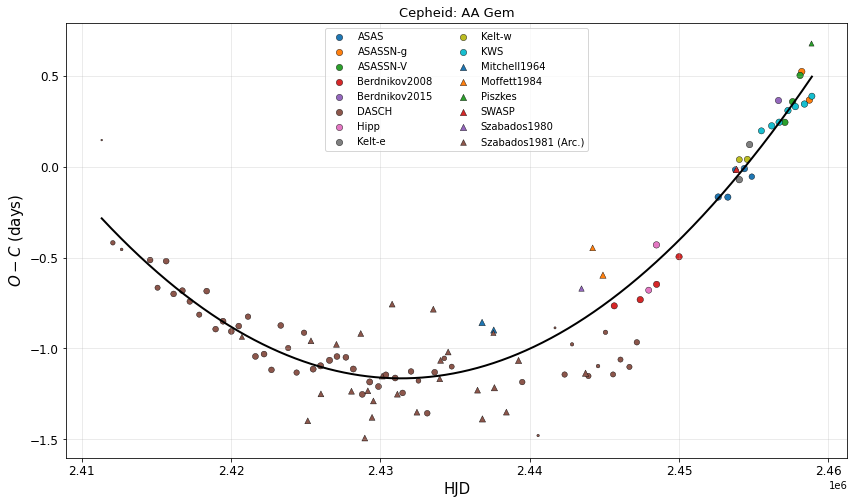 Cepheid: AA Gem
ASAS
ASASSN-g
ASASSN-V
Berdnikov2008
Berdnikov2015
DASCH
Hipp
Kelt-e
Kelt-w
KWS
Mitchell1964
Moffett1984
Piszkes
SWASP
Szabados1980
Szabados1981 (Arc.)
O − C (days)
0.5
0.0
−0.5
−1.0
−1.5
2.41
2.42
2.43
2.44
2.45
2.46
1e6
HJD